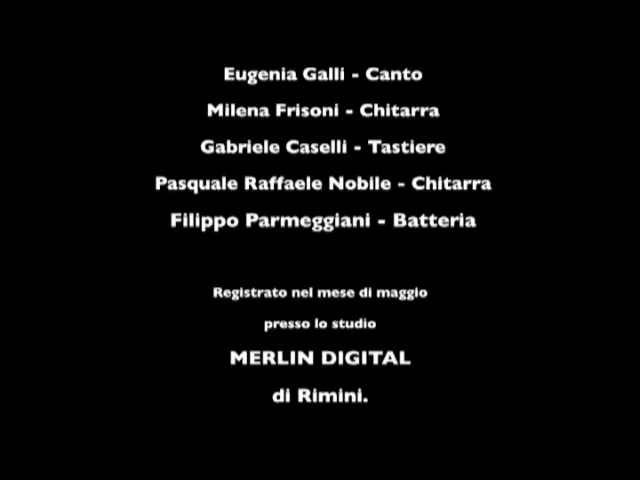 Eugenia Galli - Canto
Milena Frisoni - Chitarra
Gabriele Caselli - Tastiere
Pasquale Raffaele Nobile - Chitarra
Filippo Parmeggiani - Batteria
Registrato nel mese di maggio
presso lo studio
MERLIN DIGITAL
di Rimini.